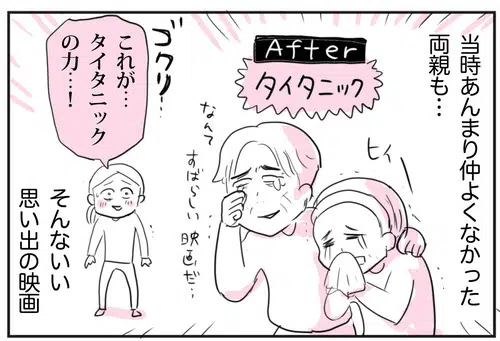 当時あんまり仲よくなかった
両親も…
After
タイタニック
ヒィ
なんて
すばらしい
映画だ…
ゴクリ…
これが…
タイタニック
の力…！
そんないい
思い出の映画